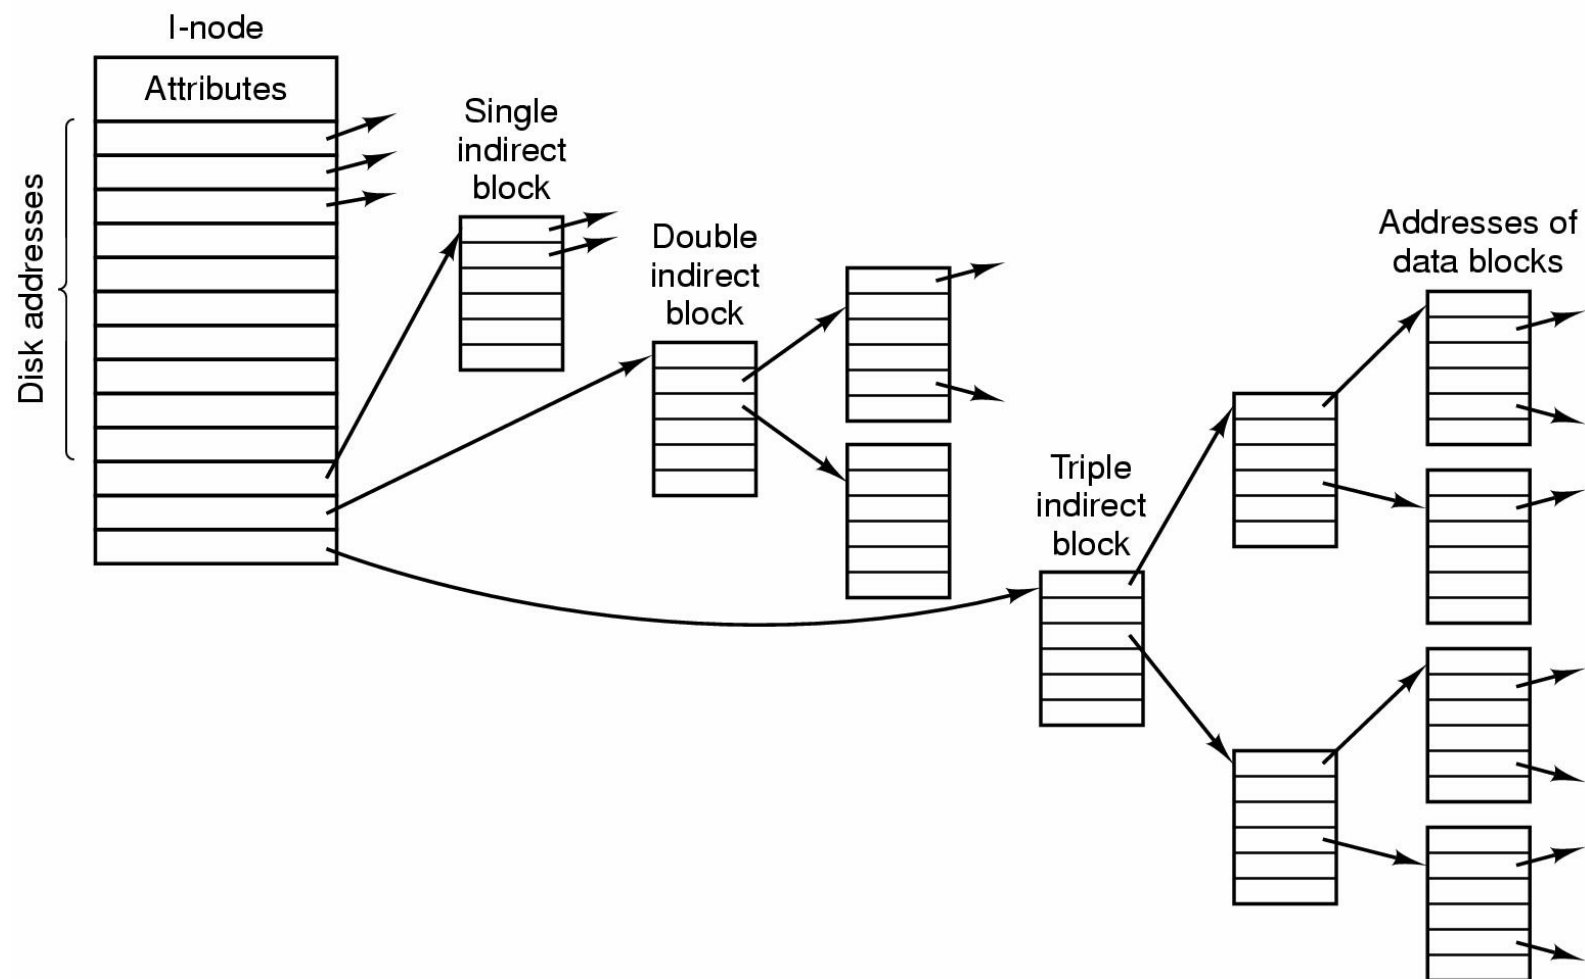 I-node
Attributes
Disk addresses
Single
indirect
block
Double
indirect
block
Triple
indirect
block
Addresses of
data blocks